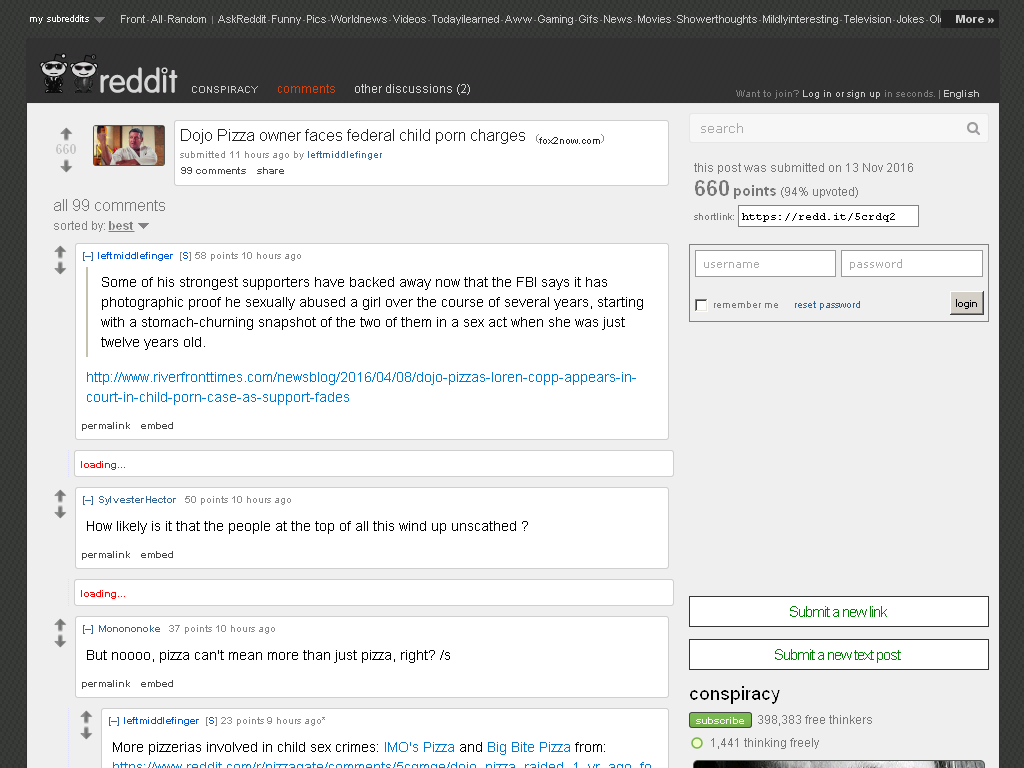 my subreddits Front - All - Random | AskReddit - Funny - Pics - Worldnews - Videos - Todayilearned - Aww - Gaming - Gifs - News - Movies - Showerthoughts - Mildlyinteresting - Television - Jokes - Ol More »
reddit CONSPIRACY comments other discussions (2)
Want to join? Log in or sign up in seconds. | English
660
Dojo Pizza owner faces federal child porn charges (fox2now.com)
submitted 11 hours ago by leftmiddlefinger
99 comments share
all 99 comments
sorted by: best
[–] leftmiddlefinger [S] 58 points 10 hours ago
Some of his strongest supporters have backed away now that the FBI says it has
photographic proof he sexually abused a girl over the course of several years, starting
with a stomach-churning snapshot of the two of them in a sex act when she was just
twelve years old.
http://www.riverfronttimes.com/newsblog/2016/04/08/dojo-pizzas-loren-copp-appears-in-
court-in-child-porn-case-as-support-fades
permalink embed
loading...
[–] SylvesterHector 50 points 10 hours ago
How likely is it that the people at the top of all this wind up unscathed ?
permalink embed
loading...
[–] Monononoke 37 points 10 hours ago
But noooo, pizza can't mean more than just pizza, right? /s
permalink embed
[–] leftmiddlefinger [S] 23 points 9 hours ago*
More pizzerias involved in child sex crimes: IMO's Pizza and Big Bite Pizza from:
https://www.reddit.com/r/pizzagate/comments/5cgmge/dojo_pizza_raided_1_yr_ago_fo
search
this post was submitted on 13 Nov 2016
660 points (94% upvoted)
shortlink: https://redd.it/5crdq2
username password
remember me reset password login
Submit a new link
Submit a new text post
conspiracy
subscribe 398,383 free thinkers
1,441 thinking freely